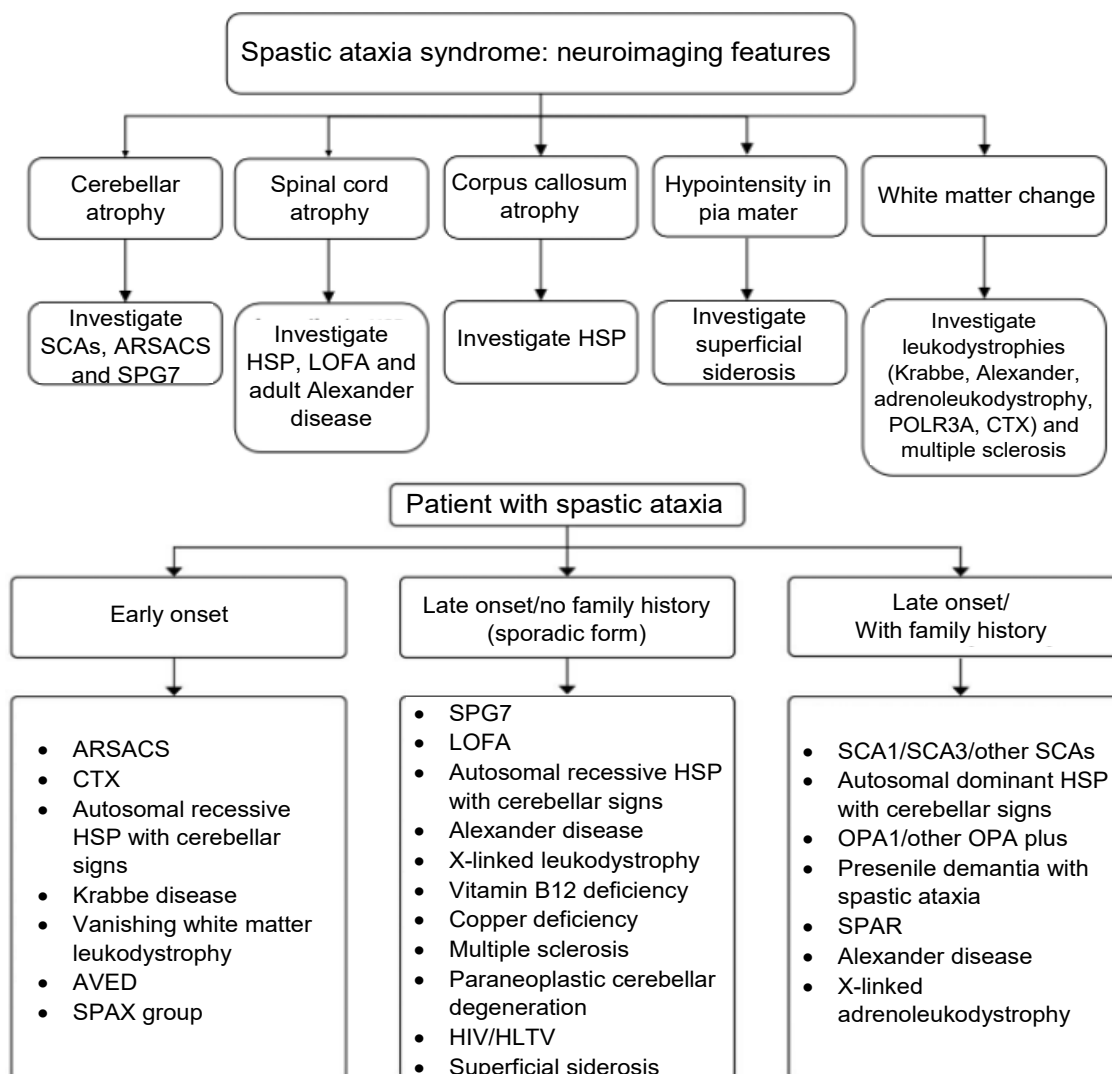 Spastic ataxia syndrome: neuroimaging features
Cerebellar
atrophy
Spinal cord
atrophy
Corpus callosum
atrophy
Hypointensity in
pia mater
White matter change
Investigate
SCAs, ARSACS
and SPG7
Investigate
HSP, LOFA and
adult Alexander
disease
Investigate HSP
Investigate
superficial
siderosis
Investigate
leukodystrophies
(Krabbe, Alexander,
adrenoleukodystrophy,
POLR3A, CTX) and
multiple sclerosis
Patient with spastic ataxia
Early onset
Late onset/no family history
(sporadic form)
Late onset/
With family history
• ARSACS
• CTX
• Autosomal recessive
HSP with cerebellar
signs
• Krabbe disease
• Vanishing white matter
leukodystrophy
• AVED
• SPAX group
• SPG7
• LOFA
• Autosomal recessive HSP
with cerebellar signs
• Alexander disease
• X-linked leukodystrophy
• Vitamin B12 deficiency
• Copper deficiency
• Multiple sclerosis
• Paraneoplastic cerebellar
degeneration
• HIV/HLTV
• Superficial siderosis
• SCA1/SCA3/other SCAs
• Autosomal dominant HSP
with cerebellar signs
• OPA1/other OPA plus
• Presenile demantia with
spastic ataxia
• SPAR
• Alexander disease
• X-linked
adrenoleukodystrophy